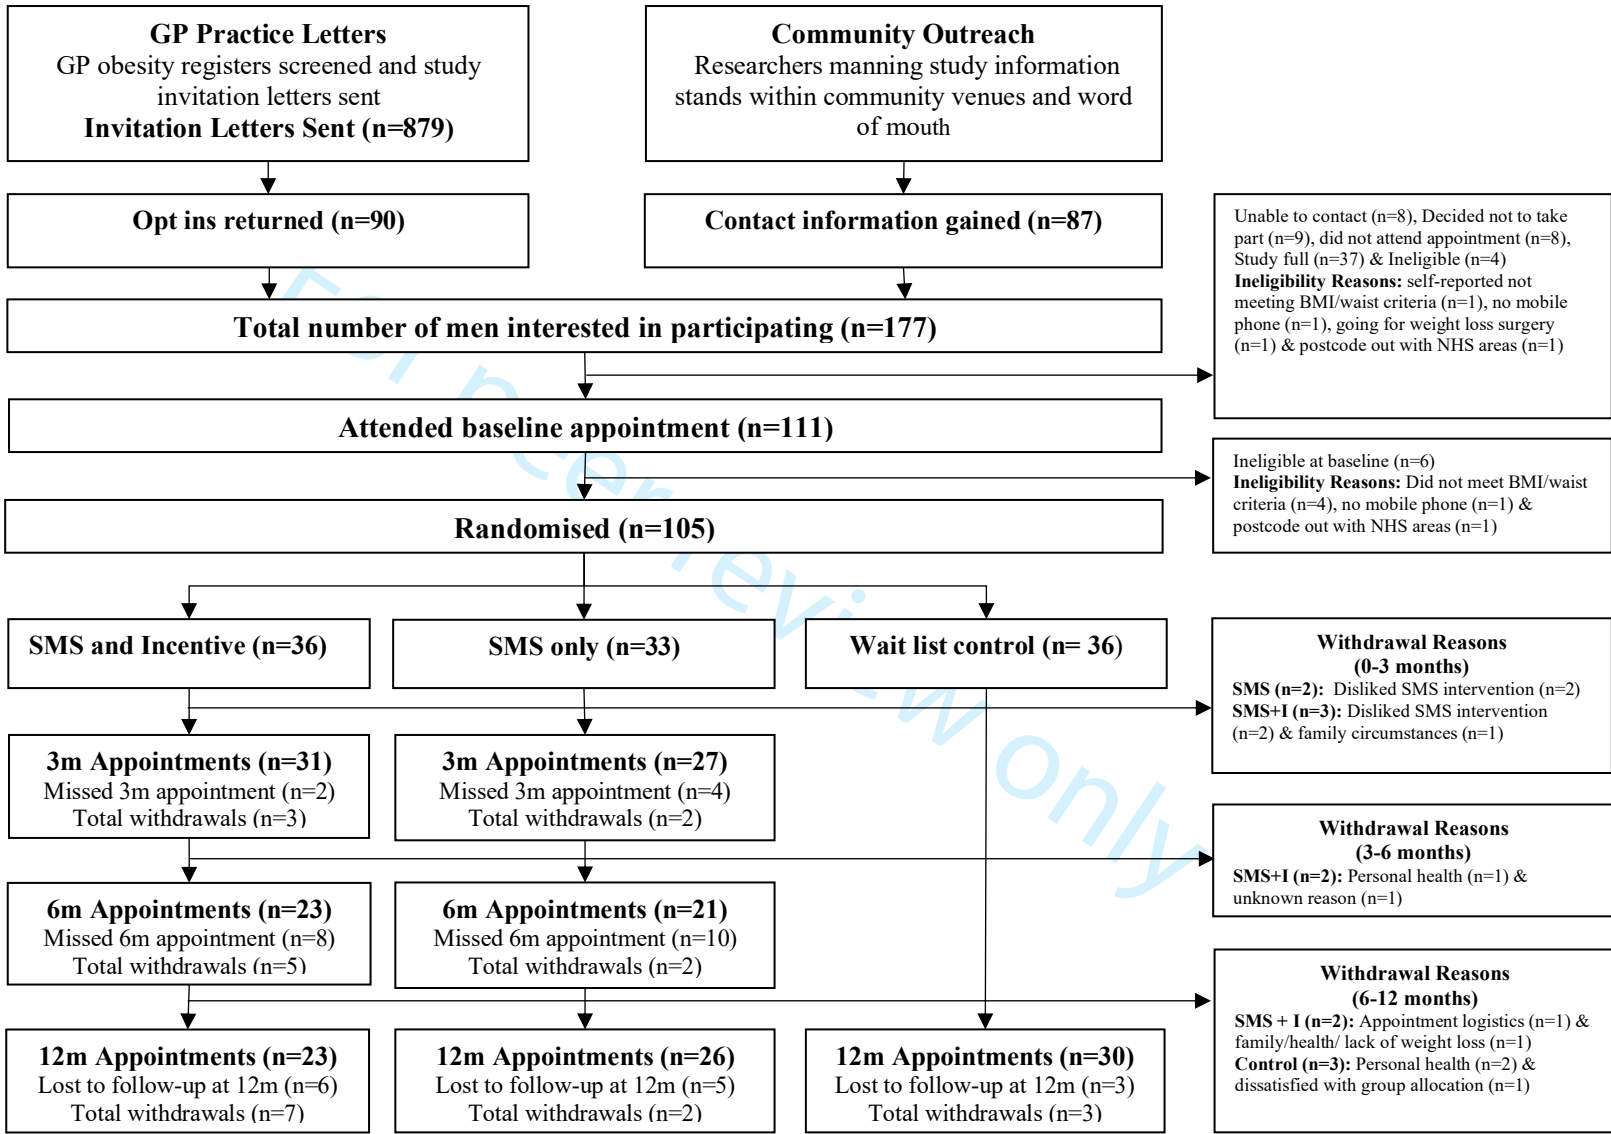 GP Practice Letters
GP obesity registers screened and study
invitation letters sent
Invitation Letters Sent (n=879)
Community Outreach
Researchers manning study information
stands within community venues and word
of mouth
Opt ins returned (n=90)
Contact information gained (n=87)
Unable to contact (n=8), Decided not to take
part (n=9), did not attend appointment (n=8),
Study full (n=37) & Ineligible (n=4)
Ineligibility Reasons: self-reported not
meeting BMI/waist criteria (n=1), no mobile
phone (n=1), going for weight loss surgery
(n=1) & postcode out with NHS areas (n=1)
Total number of men interested in participating (n=177)
Attended baseline appointment (n=111)
Ineligible at baseline (n=6)
Ineligibility Reasons: Did not meet BMI/waist
criteria (n=4), no mobile phone (n=1) &
postcode out with NHS areas (n=1)
Randomised (n=105)
SMS and Incentive (n=36)
SMS only (n=33)
Wait list control (n= 36)
Withdrawal Reasons
(0-3 months)
SMS (n=2): Disliked SMS intervention (n=2)
SMS+I (n=3): Disliked SMS intervention
(n=2) & family circumstances (n=1)
3m Appointments (n=31)
Missed 3m appointment (n=2)
Total withdrawals (n=3)
3m Appointments (n=27)
Missed 3m appointment (n=4)
Total withdrawals (n=2)
Withdrawal Reasons
(3-6 months)
SMS+I (n=2): Personal health (n=1) &
unknown reason (n=1)
6m Appointments (n=23)
Missed 6m appointment (n=8)
Total withdrawals (n=5)
6m Appointments (n=21)
Missed 6m appointment (n=10)
Total withdrawals (n=2)
Withdrawal Reasons
(6-12 months)
SMS + I (n=2): Appointment logistics (n=1) &
family/health/ lack of weight loss (n=1)
Control (n=3): Personal health (n=2) &
dissatisfied with group allocation (n=1)
12m Appointments (n=23)
Lost to follow-up at 12m (n=6)
Total withdrawals (n=7)
12m Appointments (n=26)
Lost to follow-up at 12m (n=5)
Total withdrawals (n=2)
12m Appointments (n=30)
Lost to follow-up at 12m (n=3)
Total withdrawals (n=3)
For peer review only